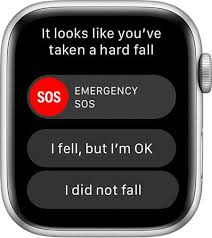 It looks like you've
taken a hard fall
SOS
EMERGENCY
SOS
I fell, but I'm OK
I did not fall